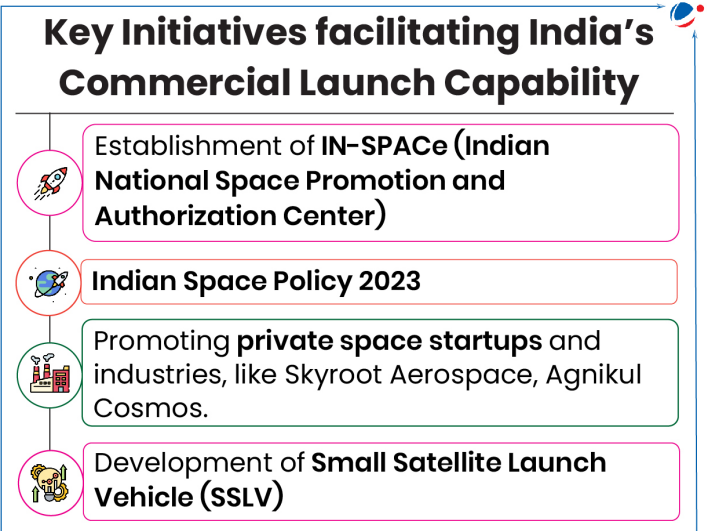 Key Initiatives facilitating India's
Commercial Launch Capability
Establishment of IN-SPACe (Indian
National Space Promotion and
Authorization Center)
Indian Space Policy 2023
Promoting private space startups and
industries, like Skyroot Aerospace, Agnikul
Cosmos.
Development of Small Satellite Launch
Vehicle (SSLV)